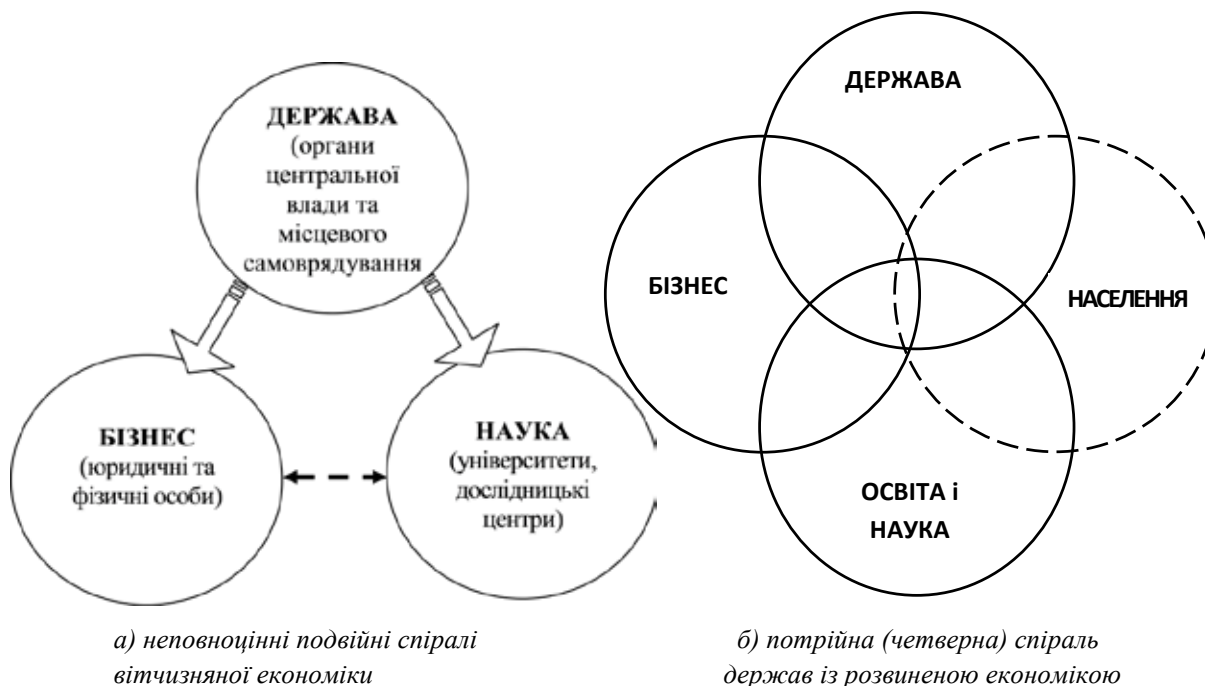 ДЕРЖАВА
(органи
центральної
влади та
місцевого
самоврядування
БІЗНЕС
(юридичні та
фізичні особи)
НАУКА
(університети,
дослідницькі
центри)
а) неповноцінні подвійні спіралі
вітчизняної економіки
ДЕРЖАВА
БІЗНЕС
НАСЕЛЕННЯ
ОСВІТА і
НАУКА
б) потрійна (четверна) спіраль
держав із розвиненою економікою